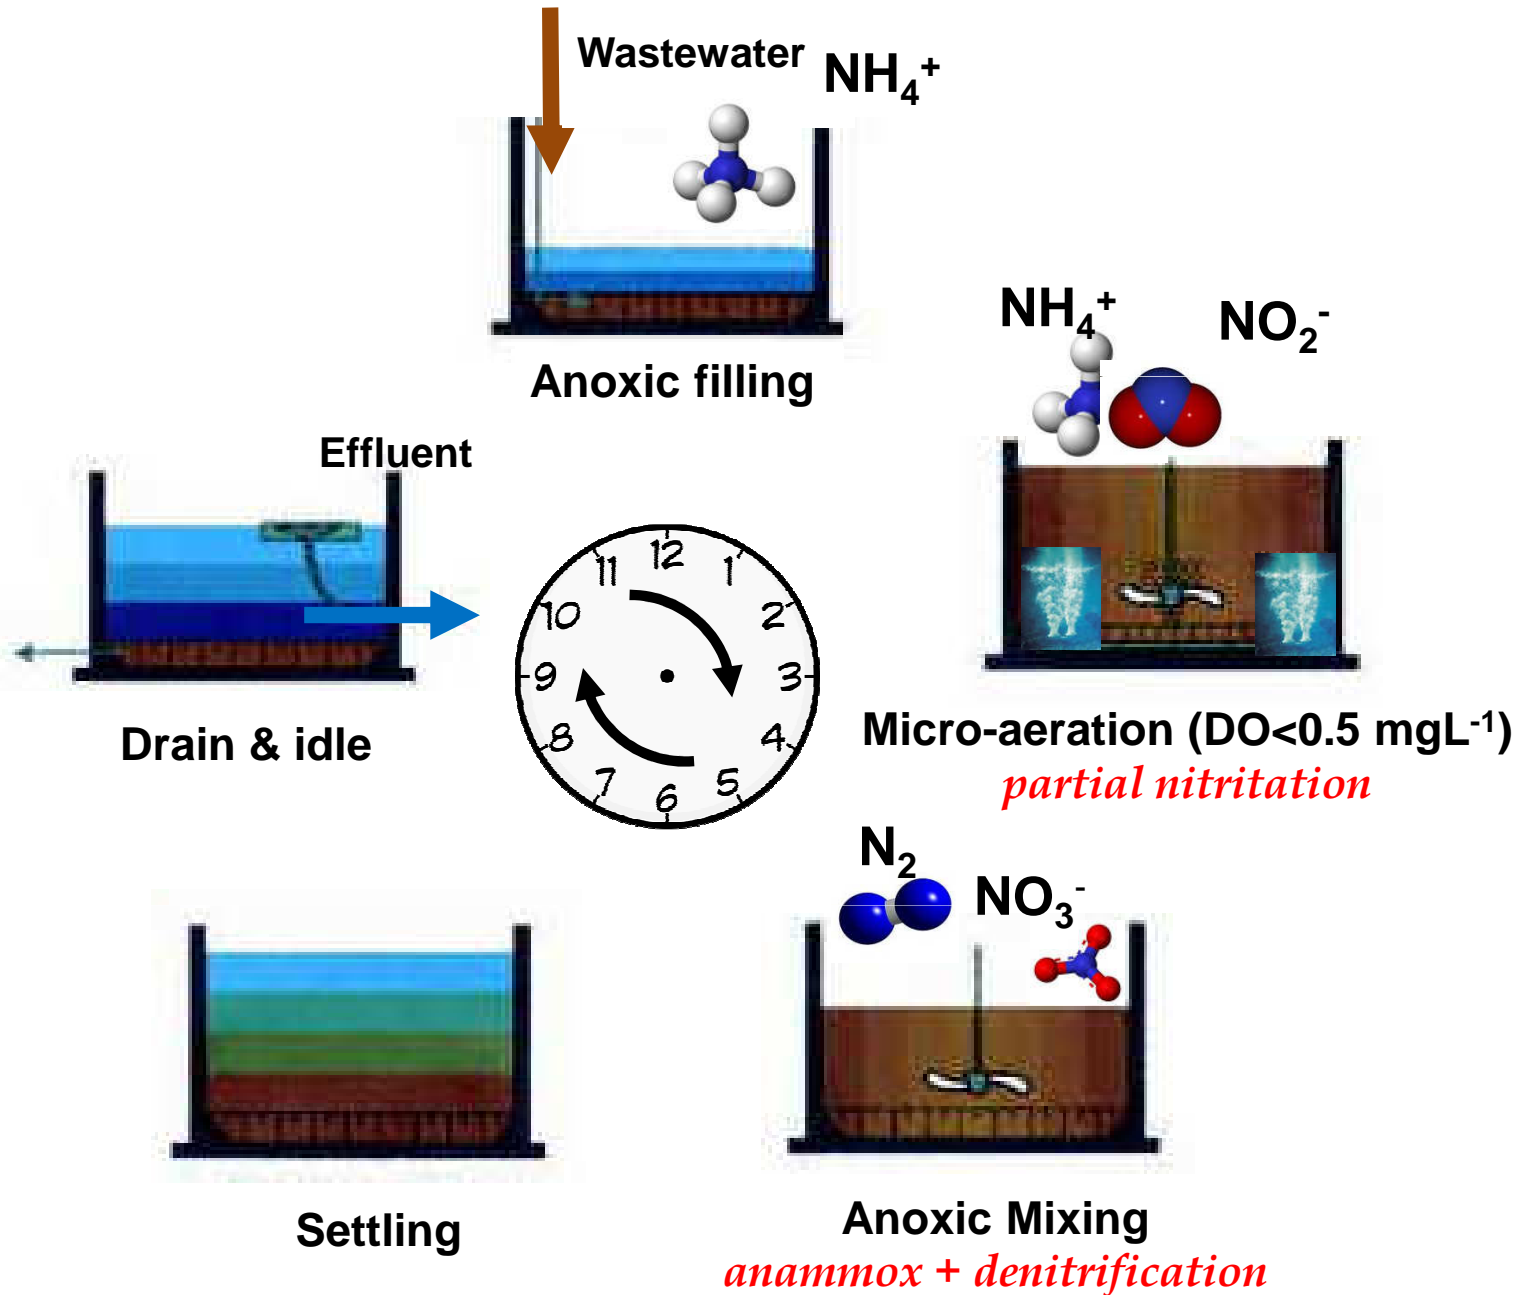 Wastewater
NH₄⁺
Anoxic filling
NH₄⁺
NO₂⁻
Effluent
12
11
1
10
2
9
3
8
4
7
5
6
Drain & idle
Micro-aeration (DO<0.5 mgL⁻¹)
partial nitritation
N₂
NO₃⁻
Settling
Anoxic Mixing
anammox + denitrification